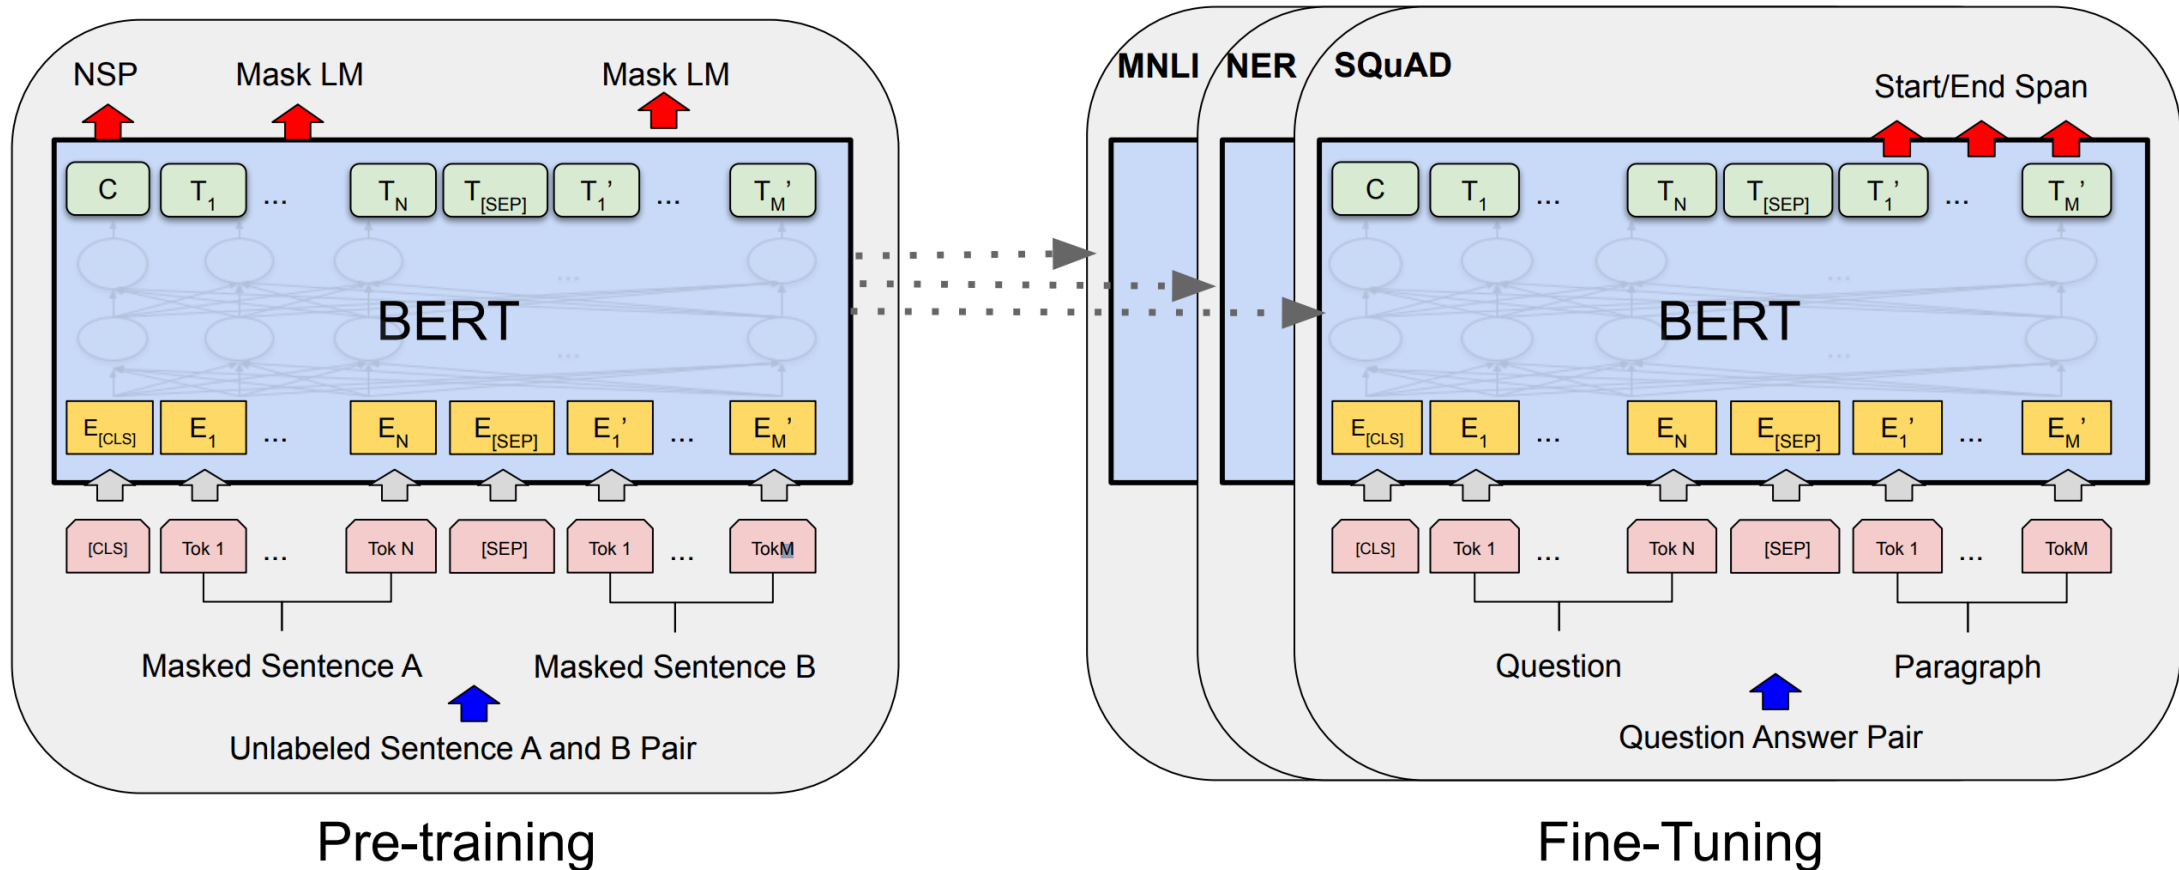 NSP Mask LM Mask LM
C T1 ... TN T[SEP] T1’ ... TM’
...
BERT
...
E[CLS] E1 ... EN E[SEP] E1’ ... EM’
[CLS] Tok 1 ... Tok N [SEP] Tok 1 ... TokM
Masked Sentence A Masked Sentence B
Unlabeled Sentence A and B Pair
Pre-training
MNLI NER SQuAD
Start/End Span
C T1 ... TN T[SEP] T1’ ... TM’
...
BERT
...
E[CLS] E1 ... EN E[SEP] E1’ ... EM’
[CLS] Tok 1 ... Tok N [SEP] Tok 1 ... TokM
Question Paragraph
Question Answer Pair
Fine-Tuning